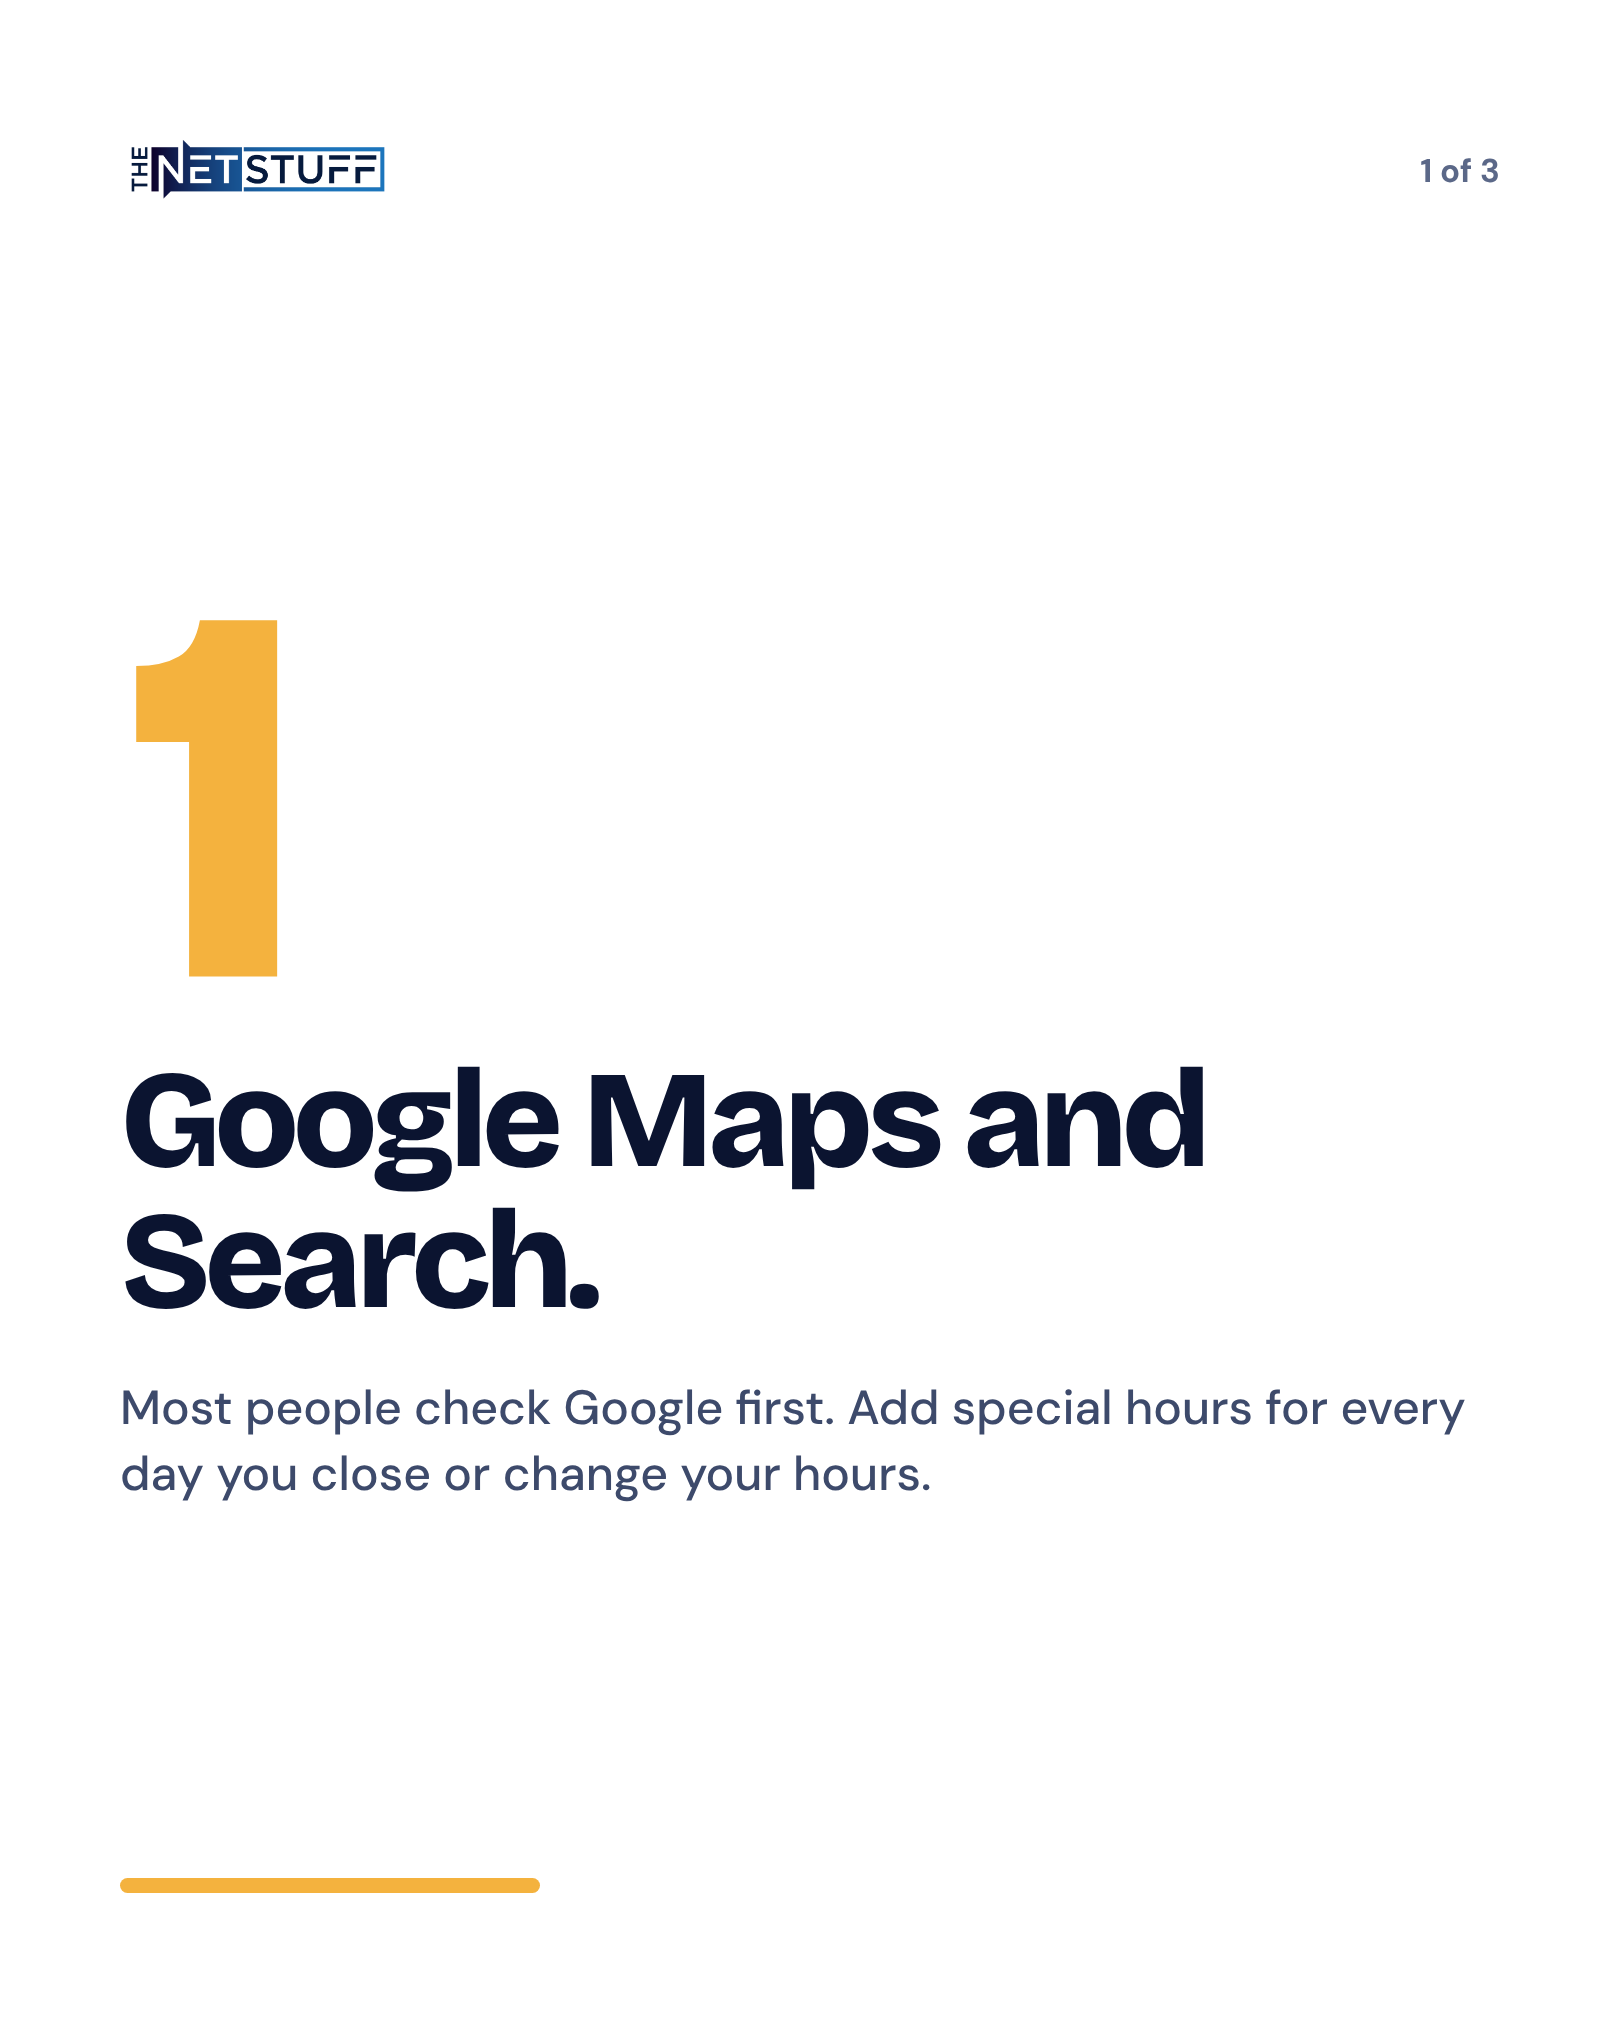 THE NETSTUFF
1 of 3
1
Google Maps and
Search.
Most people check Google first. Add special hours for every
day you close or change your hours.